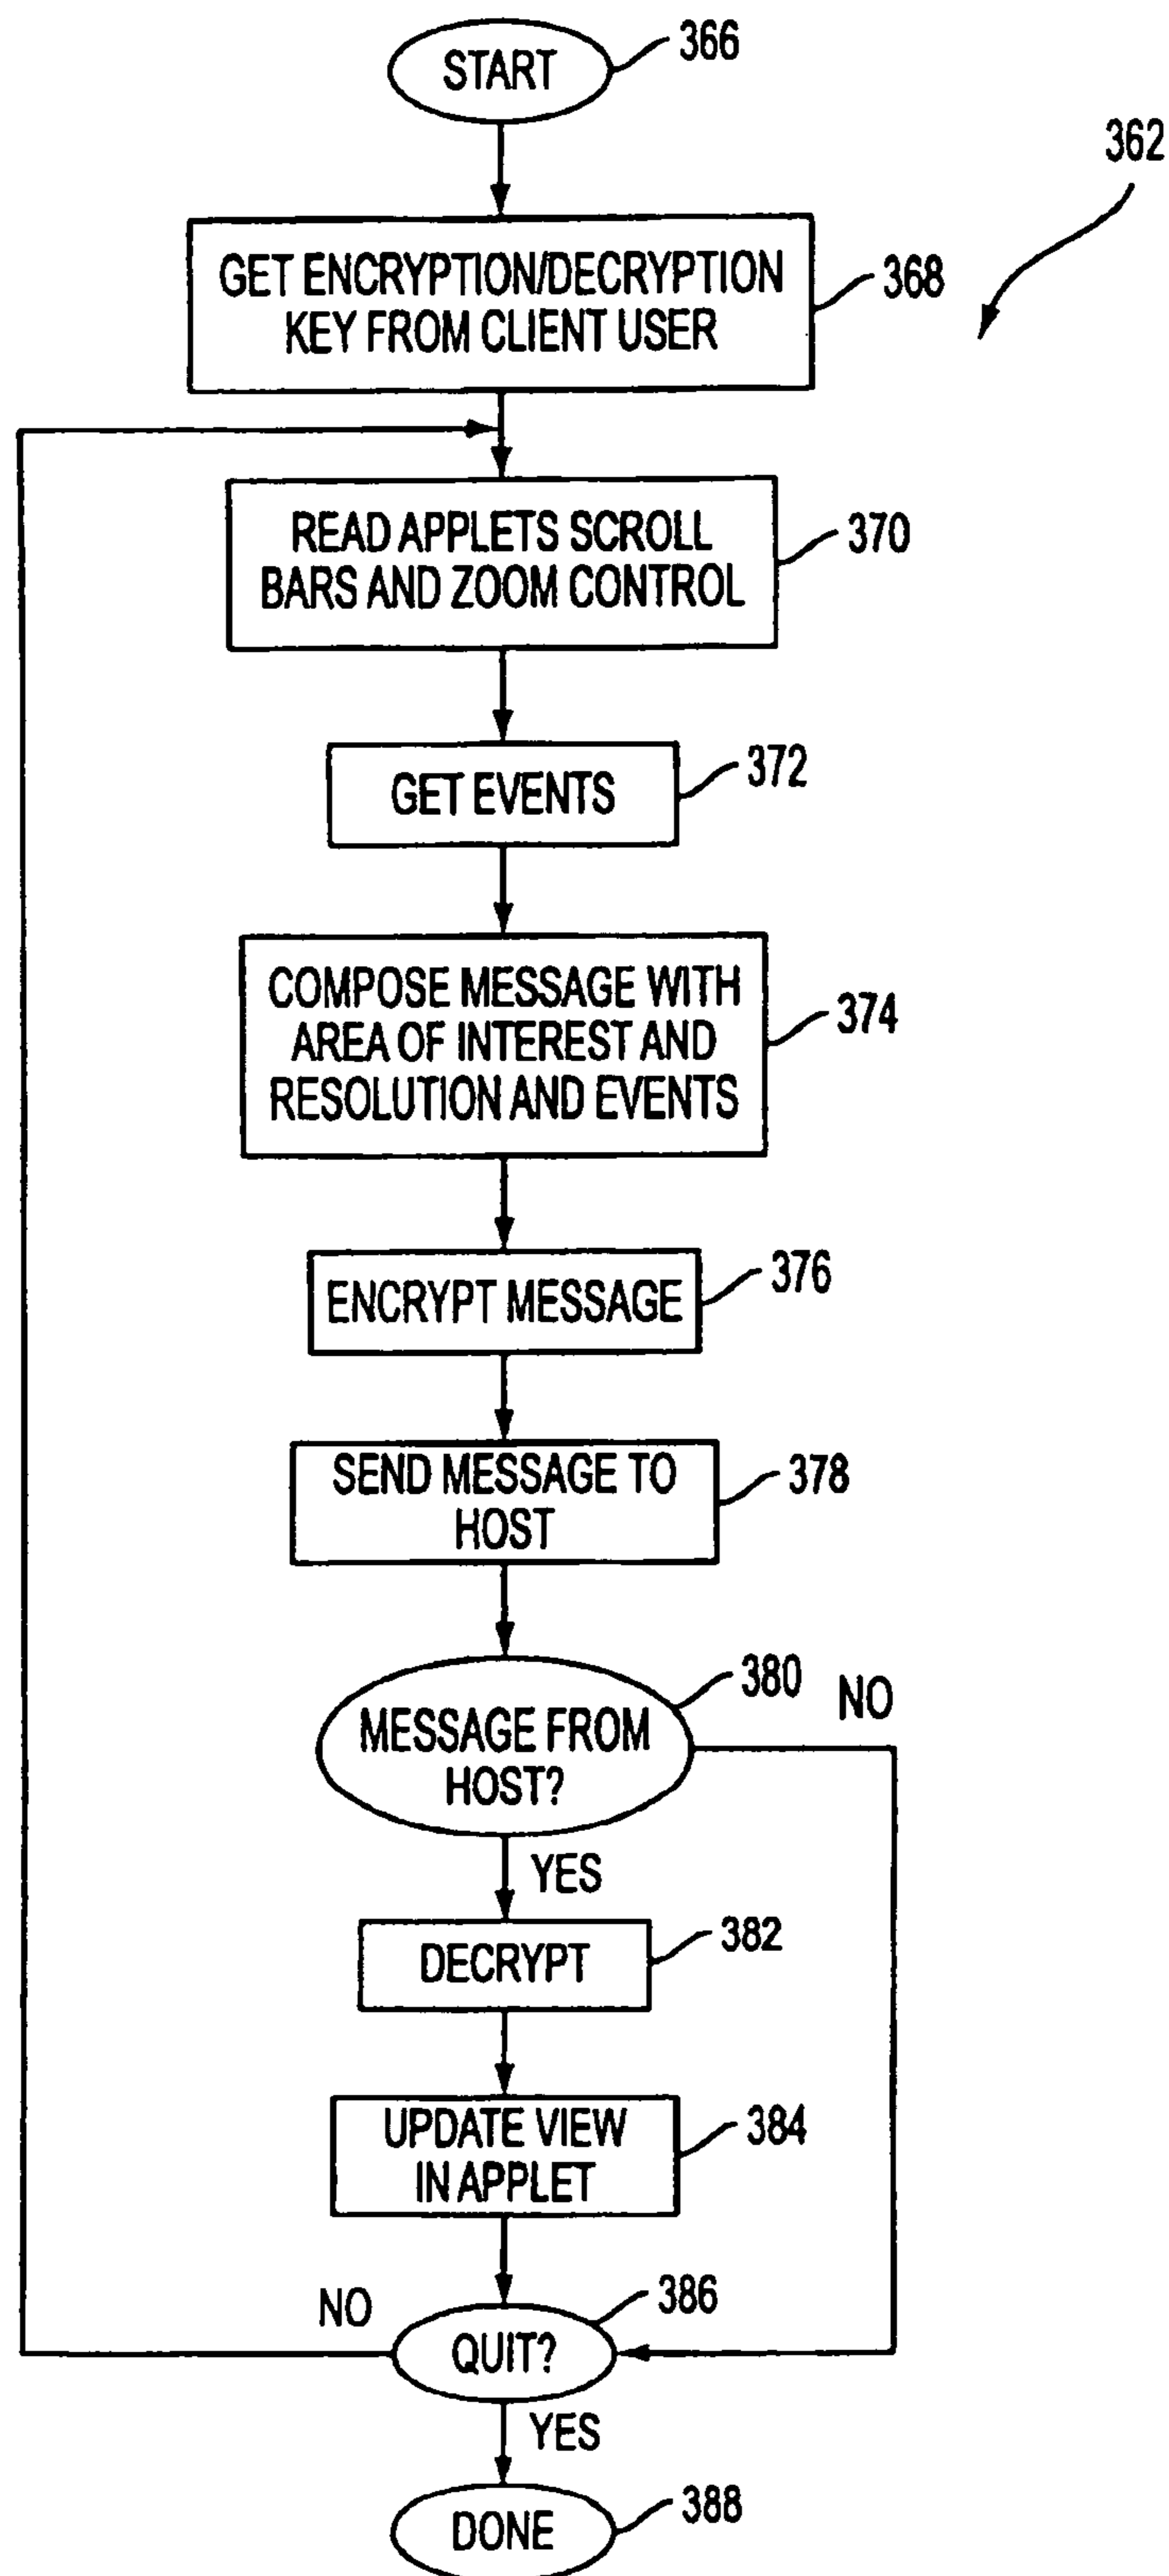 START
366
362
GET ENCRYPTION/DECRYPTION
KEY FROM CLIENT USER
368
READ APPLETS SCROLL
BARS AND ZOOM CONTROL
370
GET EVENTS
372
COMPOSE MESSAGE WITH
AREA OF INTEREST AND
RESOLUTION AND EVENTS
374
ENCRYPT MESSAGE
376
SEND MESSAGE TO
HOST
378
MESSAGE FROM
HOST?
380
NO
YES
DECRYPT
382
UPDATE VIEW
IN APPLET
384
NO
QUIT?
386
YES
DONE
388